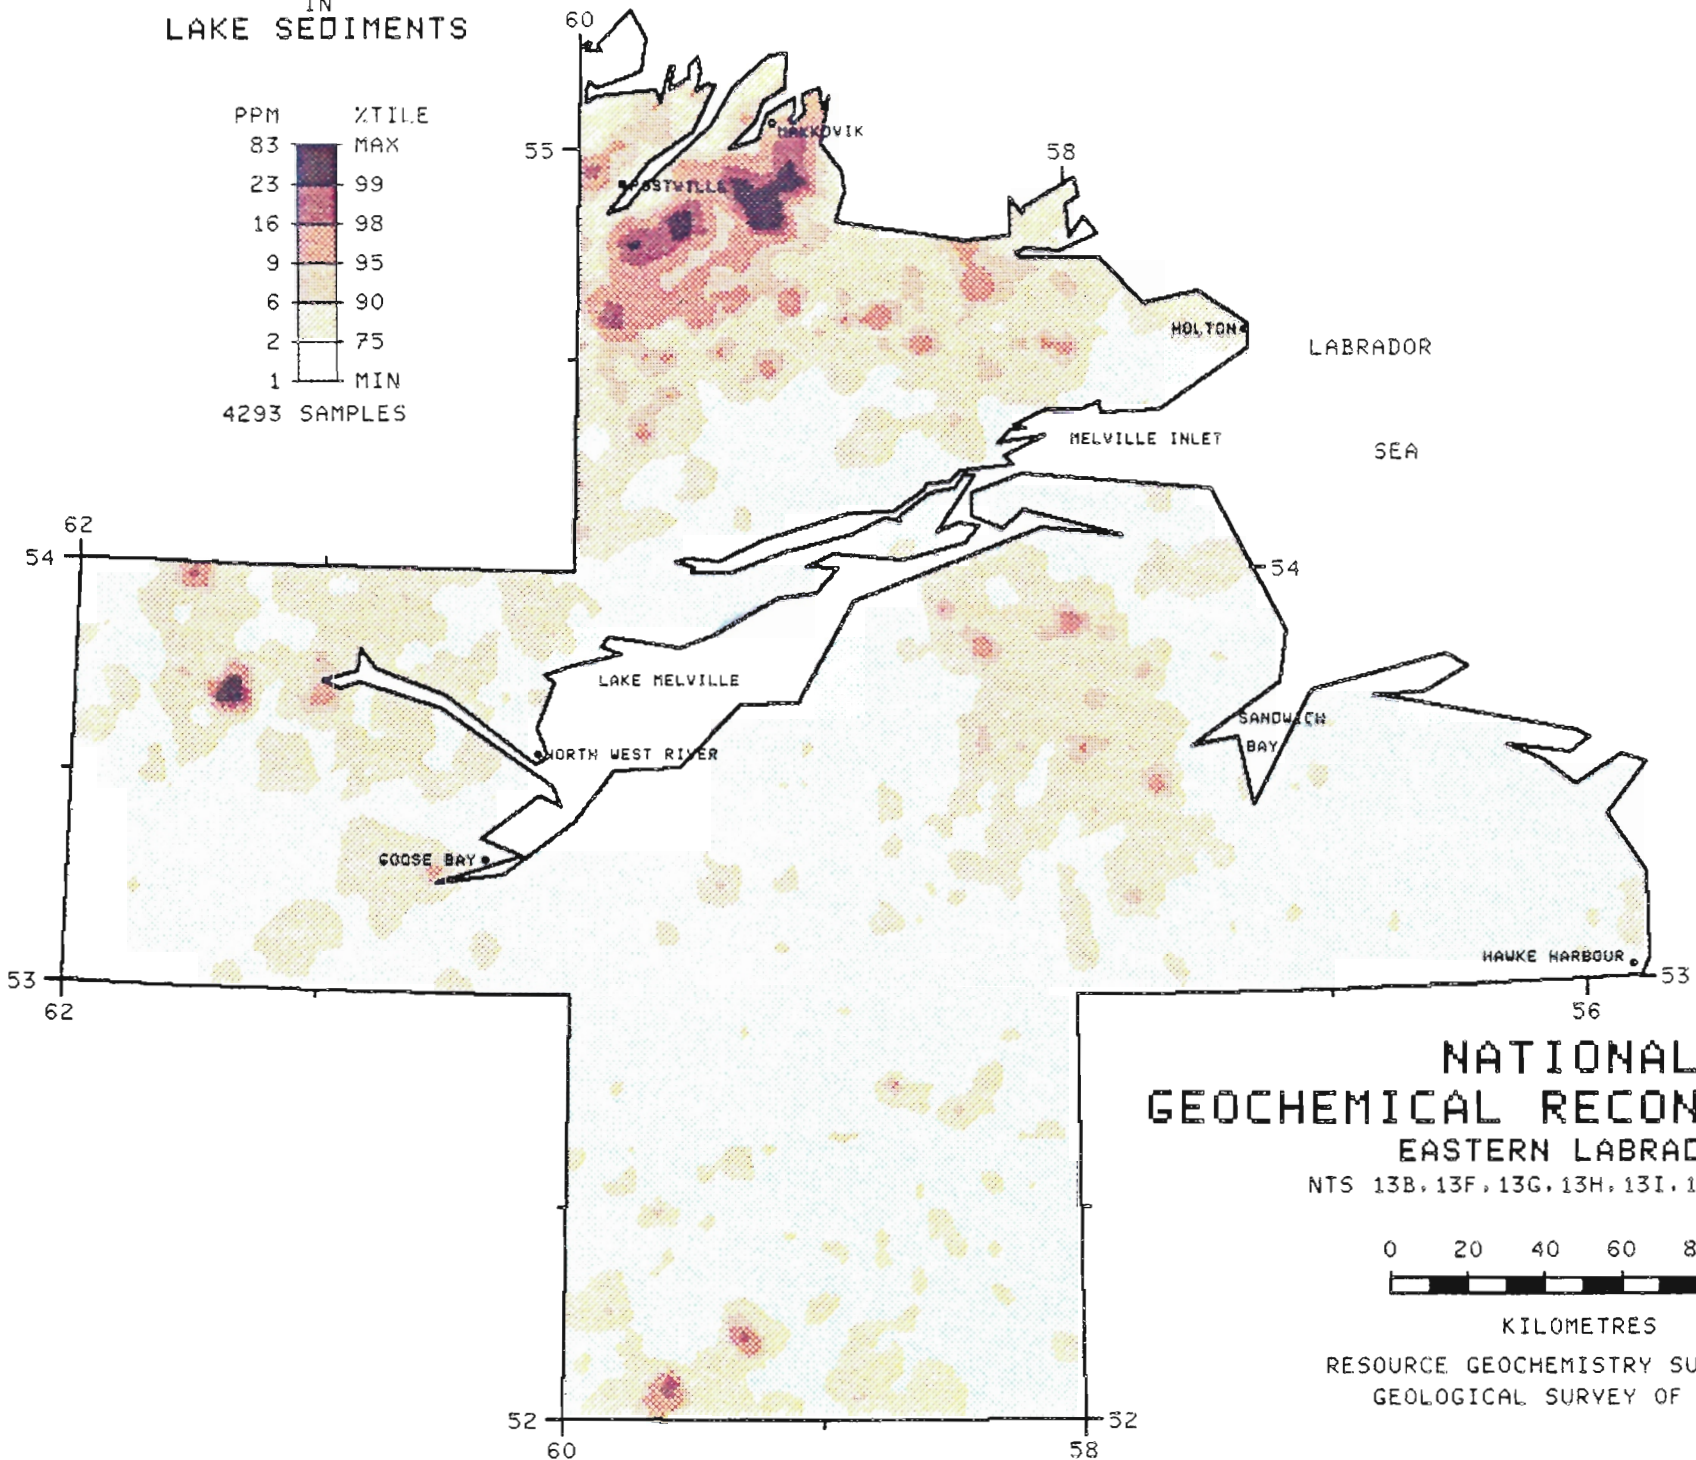 IN
LAKE SEDIMENTS
PPM %TILE
83 MAX
23 99
16 98
9 95
6 90
2 75
1 MIN
4293 SAMPLES
60
MAKKOVIK
55
58
POSTVILLE
HOLTON
LABRADOR
MELVILLE INLET
SEA
62
54
54
LAKE MELVILLE
SANDWICH
BAY
NORTH WEST RIVER
GOOSE BAY
HAWKE HARBOUR
53
53
62
56
NATIONAL
GEOCHEMICAL RECON
EASTERN LABRAD
NTS 13B, 13F, 13G, 13H, 13I, 1
0 20 40 60 8
KILOMETRES
RESOURCE GEOCHEMISTRY SU
GEOLOGICAL SURVEY OF
52
52
60
58